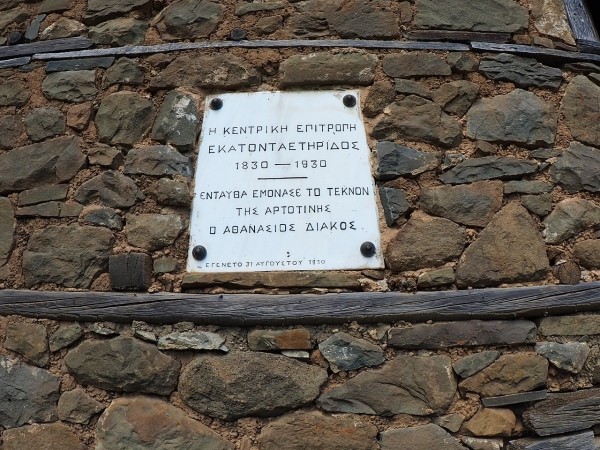 Η ΚΕΝΤΡΙΚΗ ΕΠΙΤΡΟΠΗ
ΕΚΑΤΟΝΤΑΕΤΗΡΙΔΟΣ
1830 — 1930
ΕΝΤΑΥΘΑ ΕΜΟΝΑΣΕ ΤΟ ΤΕΚΝΟΝ
ΤΗΣ ΑΡΤΟΤΙΝΗΣ
Ο ΑΘΑΝΑΣΙΟΣ ΔΙΑΚΟΣ
ΕΓΕΝΕΤΟ 31 ΑΥΓΟΥΣΤΟΥ 1930